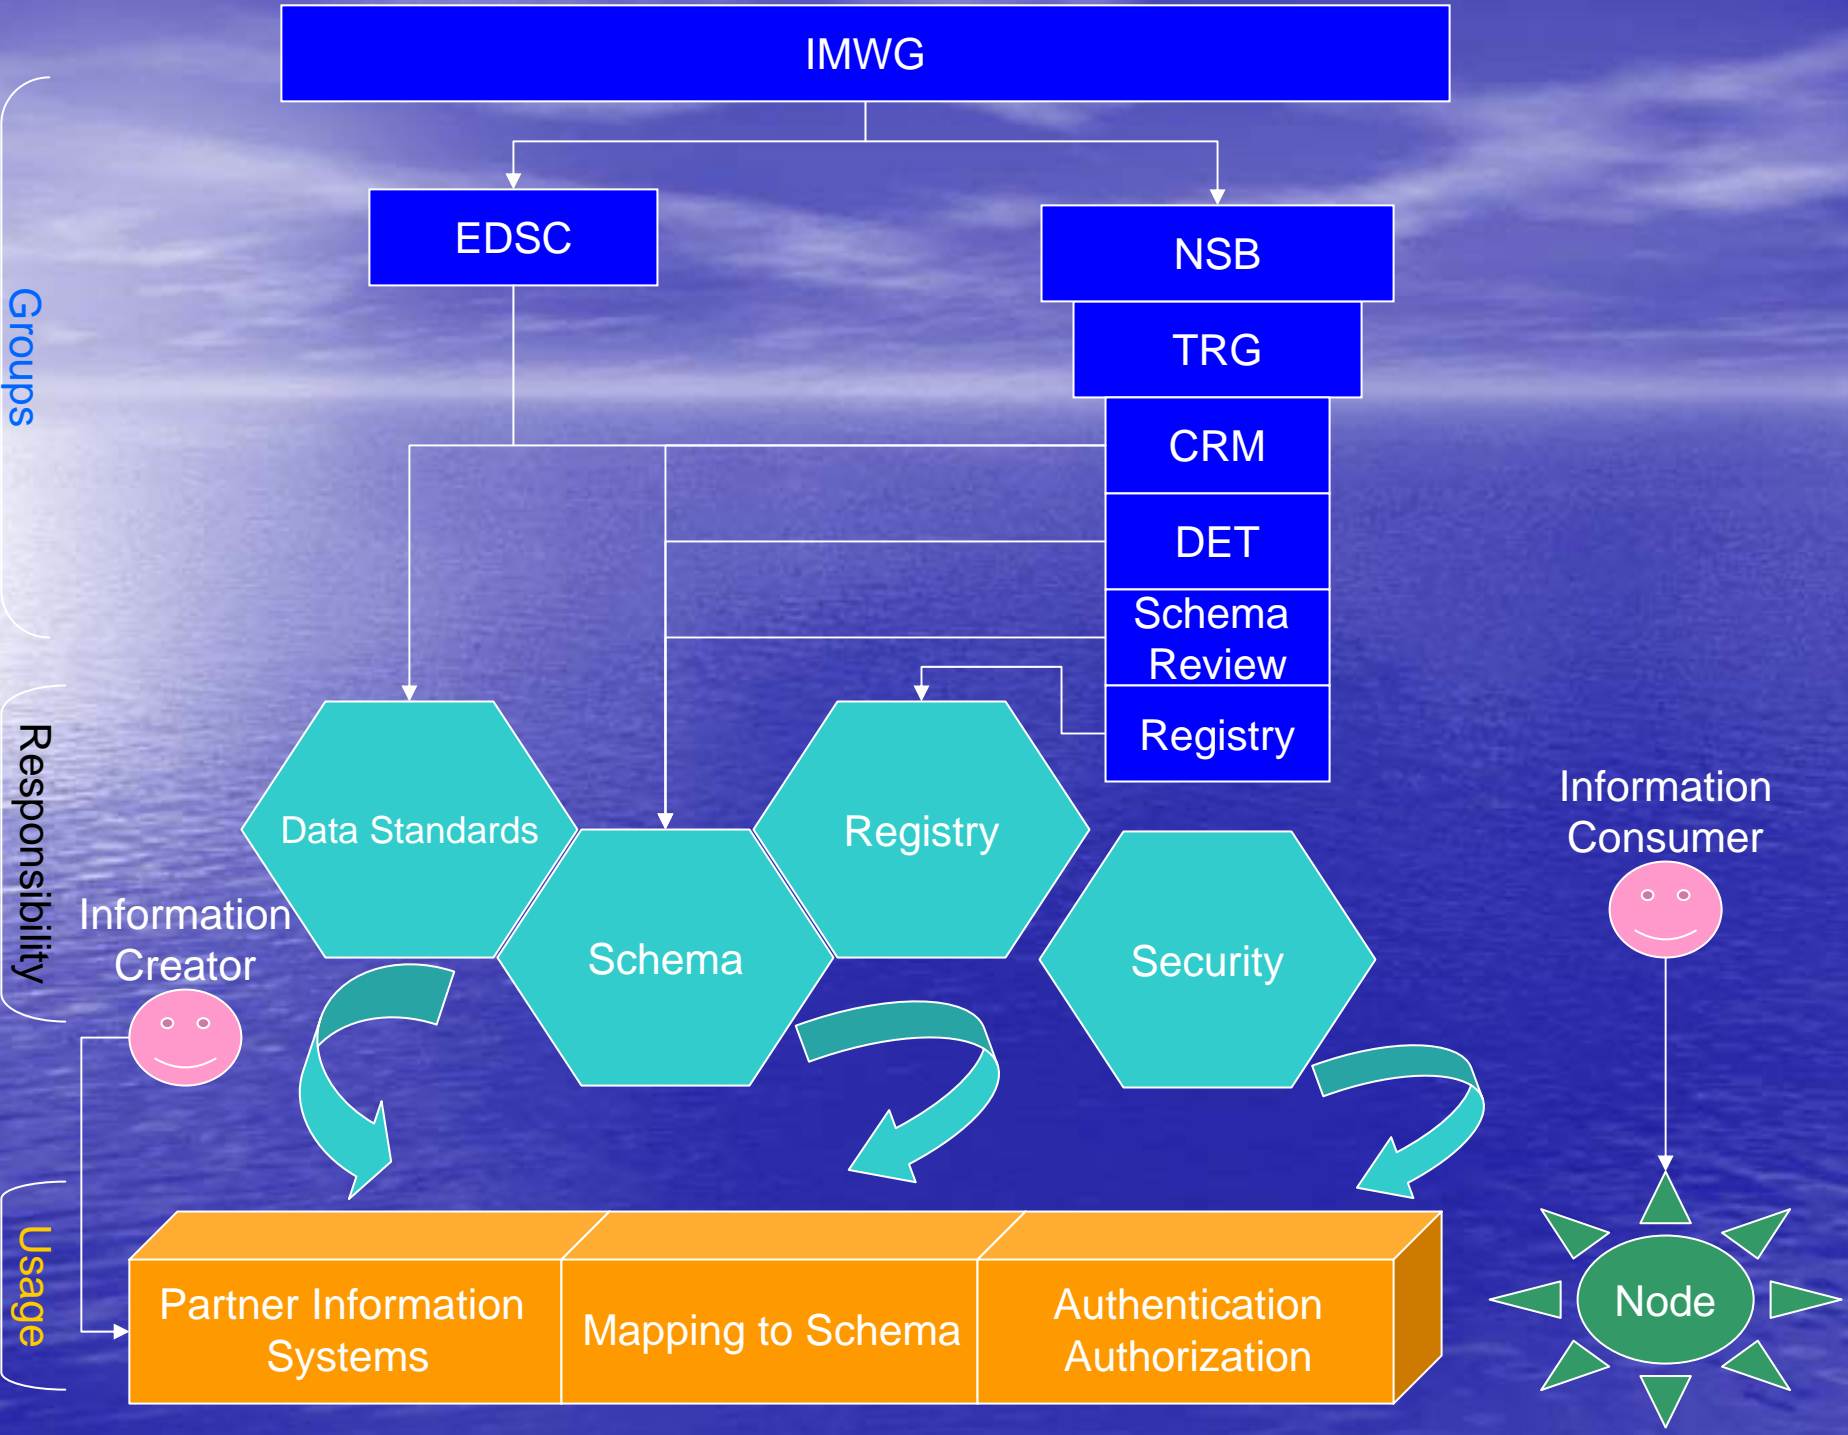 IMWG
EDSC
NSB
TRG
CRM
DET
Schema
Review
Registry
Groups
Responsibility
Usage
Data Standards
Schema
Registry
Security
Information
Creator
Information
Consumer
Partner Information
Systems
Mapping to Schema
Authentication
Authorization
Node